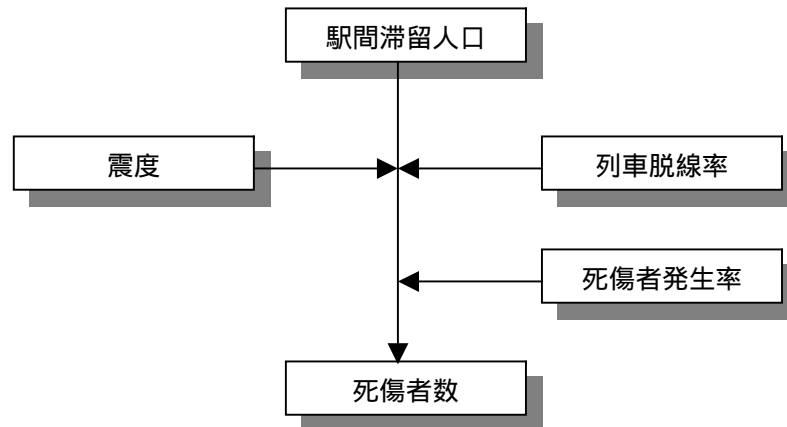 駅間滞留人口
震度
列車脱線率
死傷者発生率
死傷者数